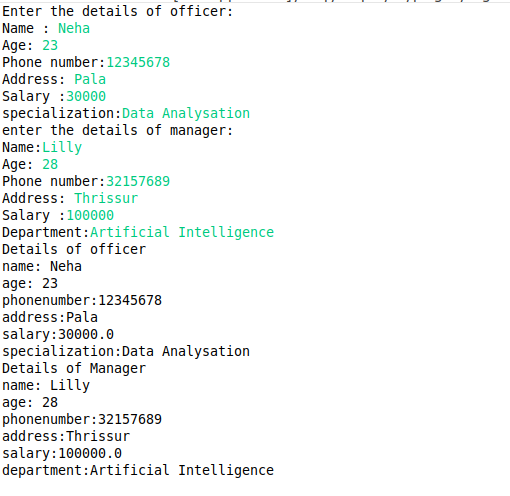 Enter the details of officer:
Name : Neha
Age: 23
Phone number:12345678
Address: Pala
Salary :30000
specialization:Data Analysation
enter the details of manager:
Name:Lilly
Age: 28
Phone number:32157689
Address: Thrissur
Salary :100000
Department:Artificial Intelligence
Details of officer
name: Neha
age: 23
phonenumber:12345678
address:Pala
salary:30000.0
specialization:Data Analysation
Details of Manager
name: Lilly
age: 28
phonenumber:32157689
address:Thrissur
salary:100000.0
department:Artificial Intelligence